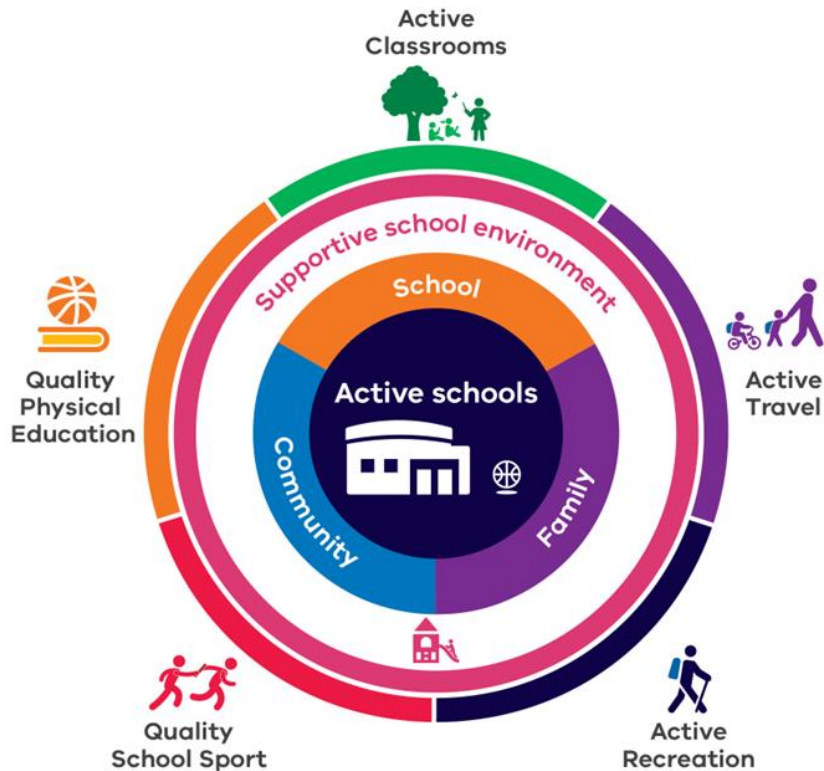 Active
Classrooms
Supportive school environment
School
Quality
Physical
Education
Active schools
Active
Travel
Community
Family
Quality
School Sport
Active
Recreation